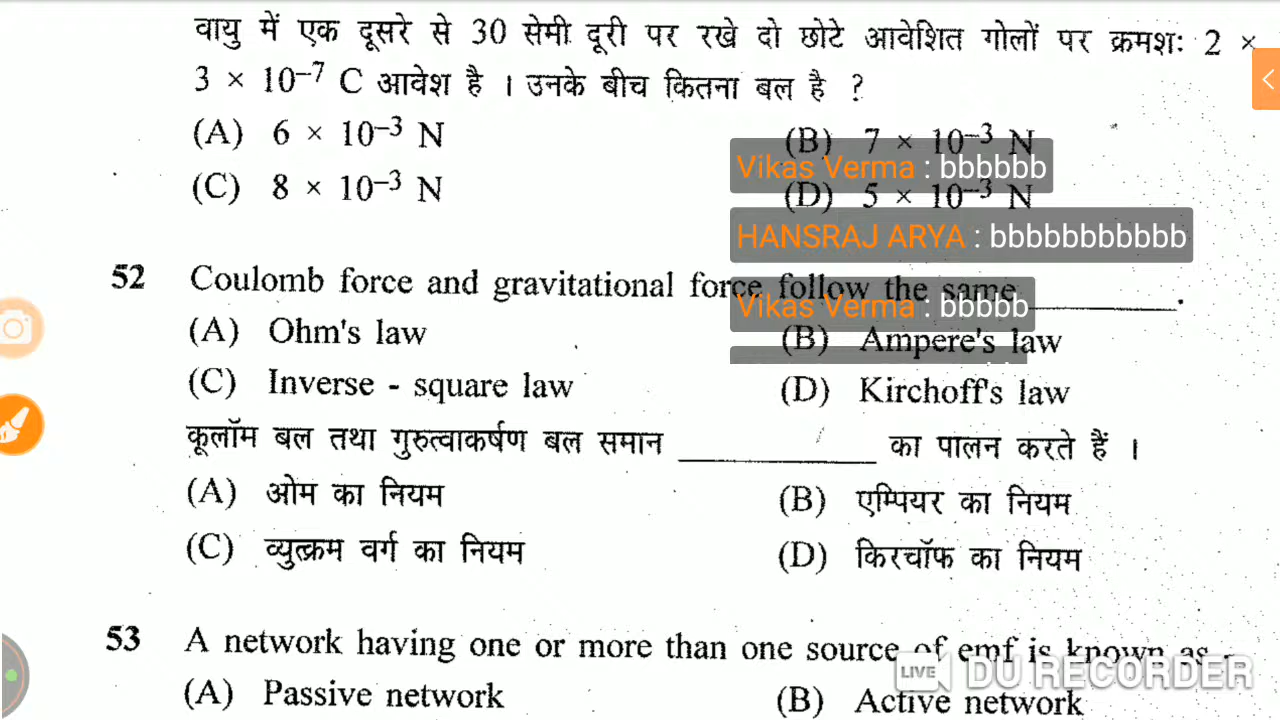 वायु में एक दूसरे से 30 सेमी दूरी पर रखे दो छोटे आवेशित गोलों पर क्रमशः 2 ×
3 × 10⁻⁷ C आवेश है । उनके बीच कितना बल है ?
(A) 6 × 10⁻³ N (B) 7 × 10⁻³ N
Vikas Verma : bbbbbb
(C) 8 × 10⁻³ N (D) 5 × 10⁻³ N
HANSRAJ ARYA : bbbbbbbbbbb
52 Coulomb force and gravitational force follow the same ________.
Vikas Verma : bbbbb
(A) Ohm's law (B) Ampere's law
(C) Inverse - square law (D) Kirchoff's law
कूलॉम बल तथा गुरुत्वाकर्षण बल समान ________ का पालन करते हैं ।
(A) ओम का नियम (B) एम्पियर का नियम
(C) व्युत्क्रम वर्ग का नियम (D) किरचॉफ का नियम
53 A network having one or more than one source of emf is known as -
LIVE DU RECORDER
(A) Passive network (B) Active network